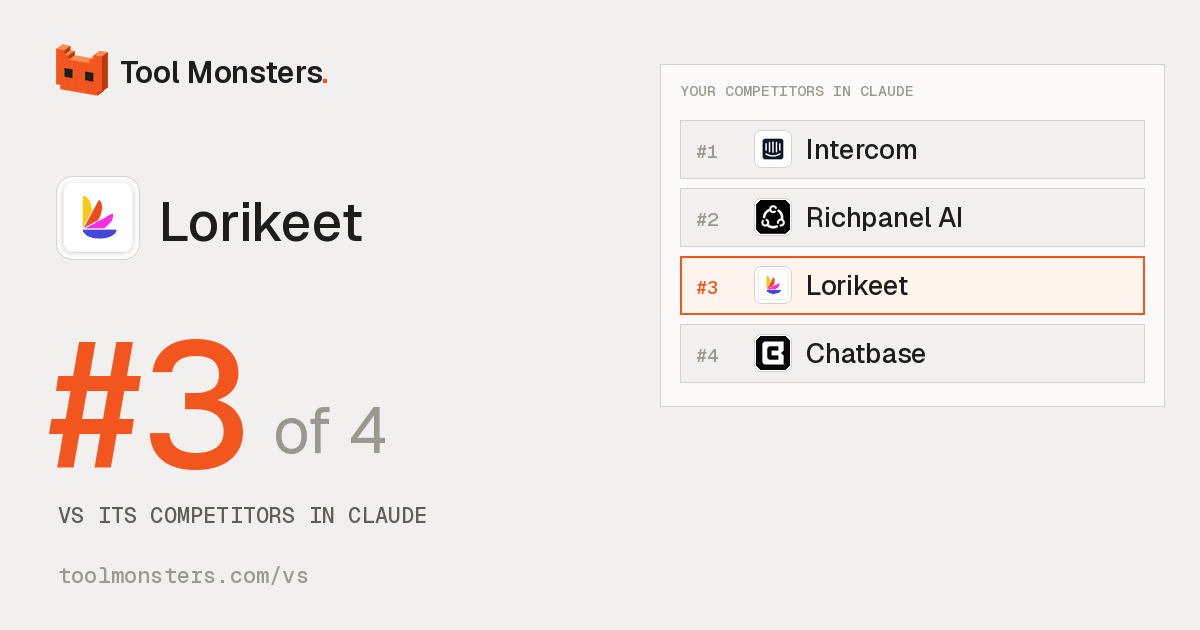 Tool Monsters.
Lorikeet
#3 of 4
VS ITS COMPETITORS IN CLAUDE
toolmonsters.com/vs
YOUR COMPETITORS IN CLAUDE
#1 Intercom
#2 Richpanel AI
#3 Lorikeet
#4 Chatbase